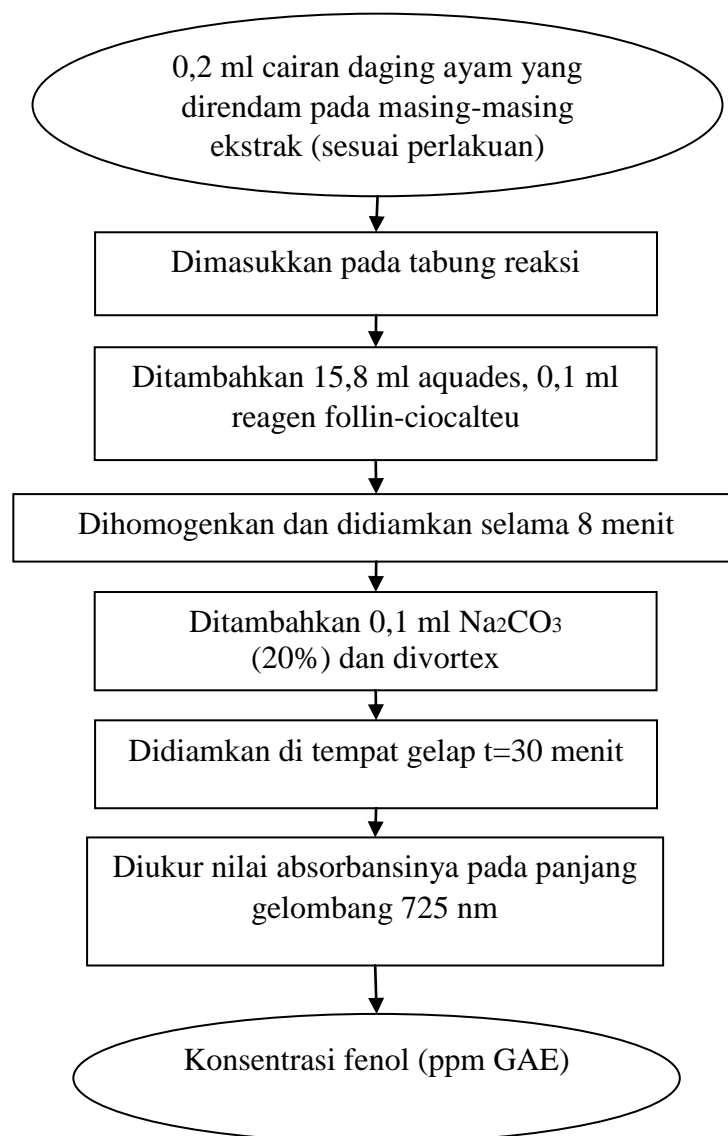 0,2 ml cairan daging ayam yang
direndam pada masing-masing
ekstrak (sesuai perlakuan)
Dimasukkan pada tabung reaksi
Ditambahkan 15,8 ml aquades, 0,1 ml
reagen follin-ciocalteu
Dihomogenkan dan didiamkan selama 8 menit
Ditambahkan 0,1 ml Na₂CO₃
(20%) dan divortex
Didiamkan di tempat gelap t=30 menit
Diukur nilai absorbansinya pada panjang
gelombang 725 nm
Konsentrasi fenol (ppm GAE)